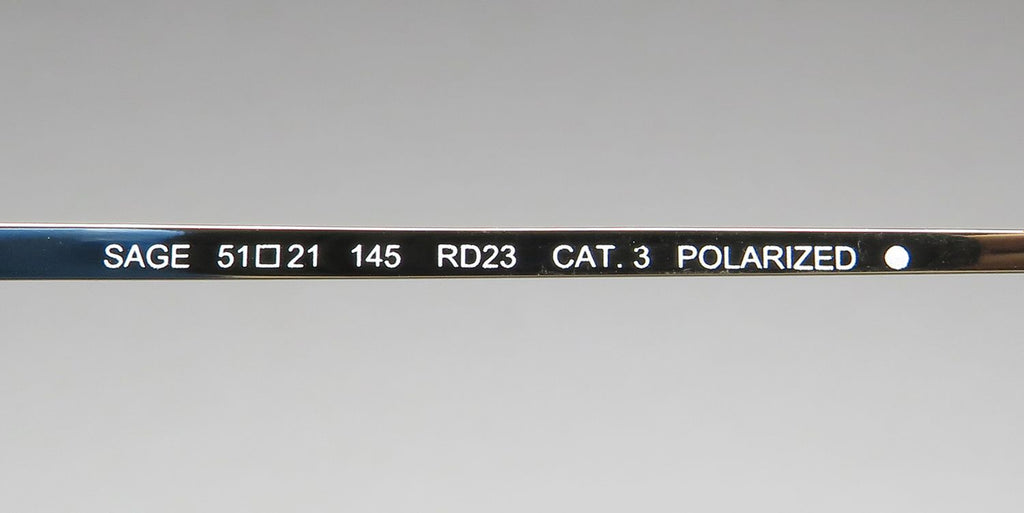 SAGE 51□21 145 RD23 CAT. 3 POLARIZED